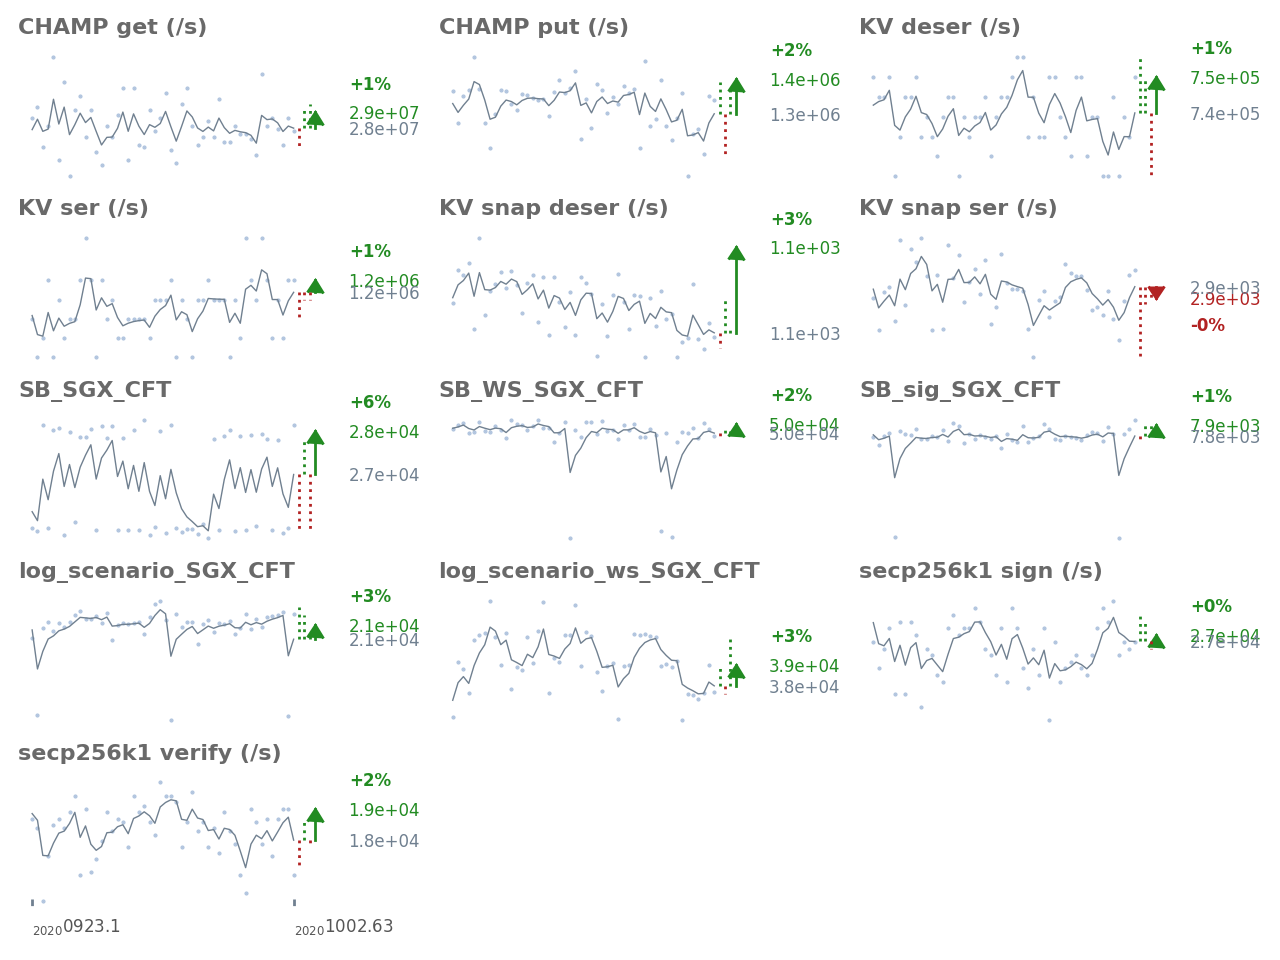 CHAMP get (/s)
+1%
2.9e+07
2.8e+07
CHAMP put (/s)
+2%
1.4e+06
1.3e+06
KV deser (/s)
+1%
7.5e+05
7.4e+05
KV ser (/s)
+1%
1.2e+06
1.2e+06
KV snap deser (/s)
+3%
1.1e+03
1.1e+03
KV snap ser (/s)
2.9e+03
2.9e+03
-0%
SB_SGX_CFT
+6%
2.8e+04
2.7e+04
SB_WS_SGX_CFT
+2%
5.0e+04
5.0e+04
SB_sig_SGX_CFT
+1%
7.9e+03
7.8e+03
log_scenario_SGX_CFT
+3%
2.1e+04
2.1e+04
log_scenario_ws_SGX_CFT
+3%
3.9e+04
3.8e+04
secp256k1 sign (/s)
+0%
2.7e+04
2.7e+04
secp256k1 verify (/s)
+2%
1.9e+04
1.8e+04
20200923.1
20201002.63